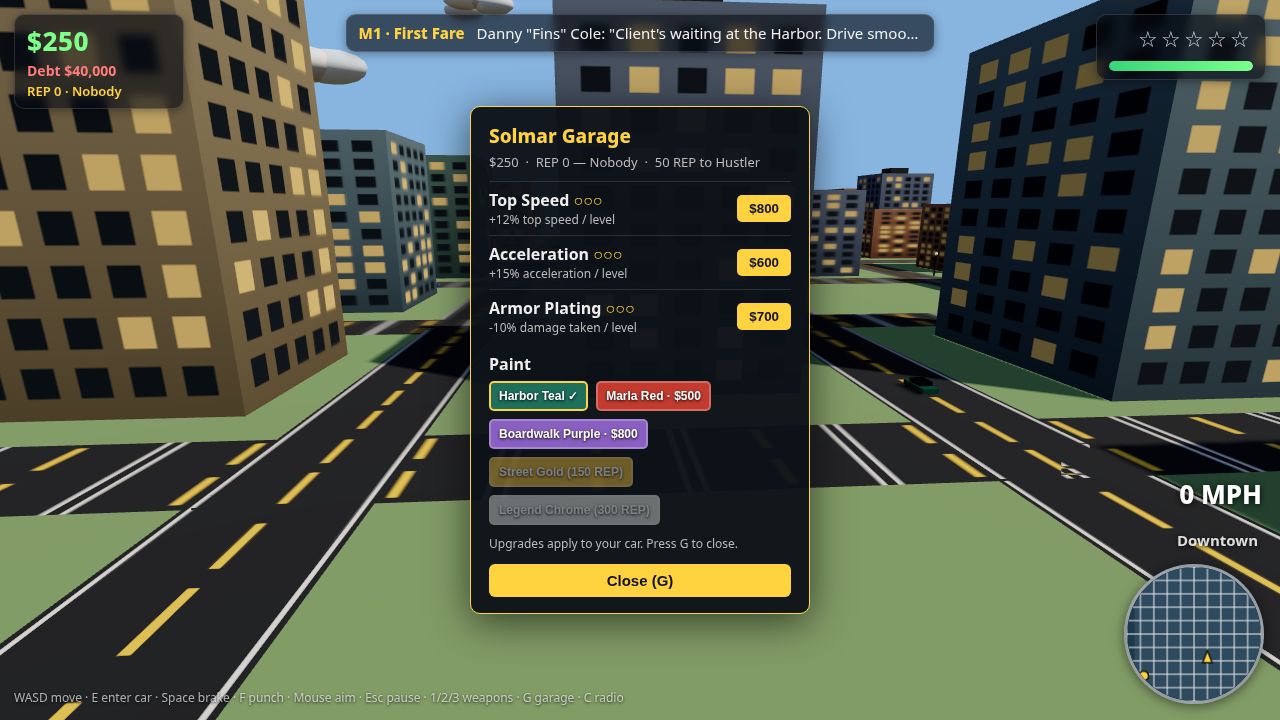 $250
Debt $40,000
REP 0 · Nobody
M1 · First Fare Danny "Fins" Cole: "Client's waiting at the Harbor. Drive smoo...
☆☆☆☆☆
Solmar Garage
$250 · REP 0 — Nobody · 50 REP to Hustler
Top Speed ○○○
+12% top speed / level
$800
Acceleration ○○○
+15% acceleration / level
$600
Armor Plating ○○○
-10% damage taken / level
$700
Paint
Harbor Teal ✓
Marla Red · $500
Boardwalk Purple · $800
Street Gold (150 REP)
Legend Chrome (300 REP)
Upgrades apply to your car. Press G to close.
Close (G)
0 MPH
Downtown
WASD move · E enter car · Space brake · F punch · Mouse aim · Esc pause · 1/2/3 weapons · G garage · C radio